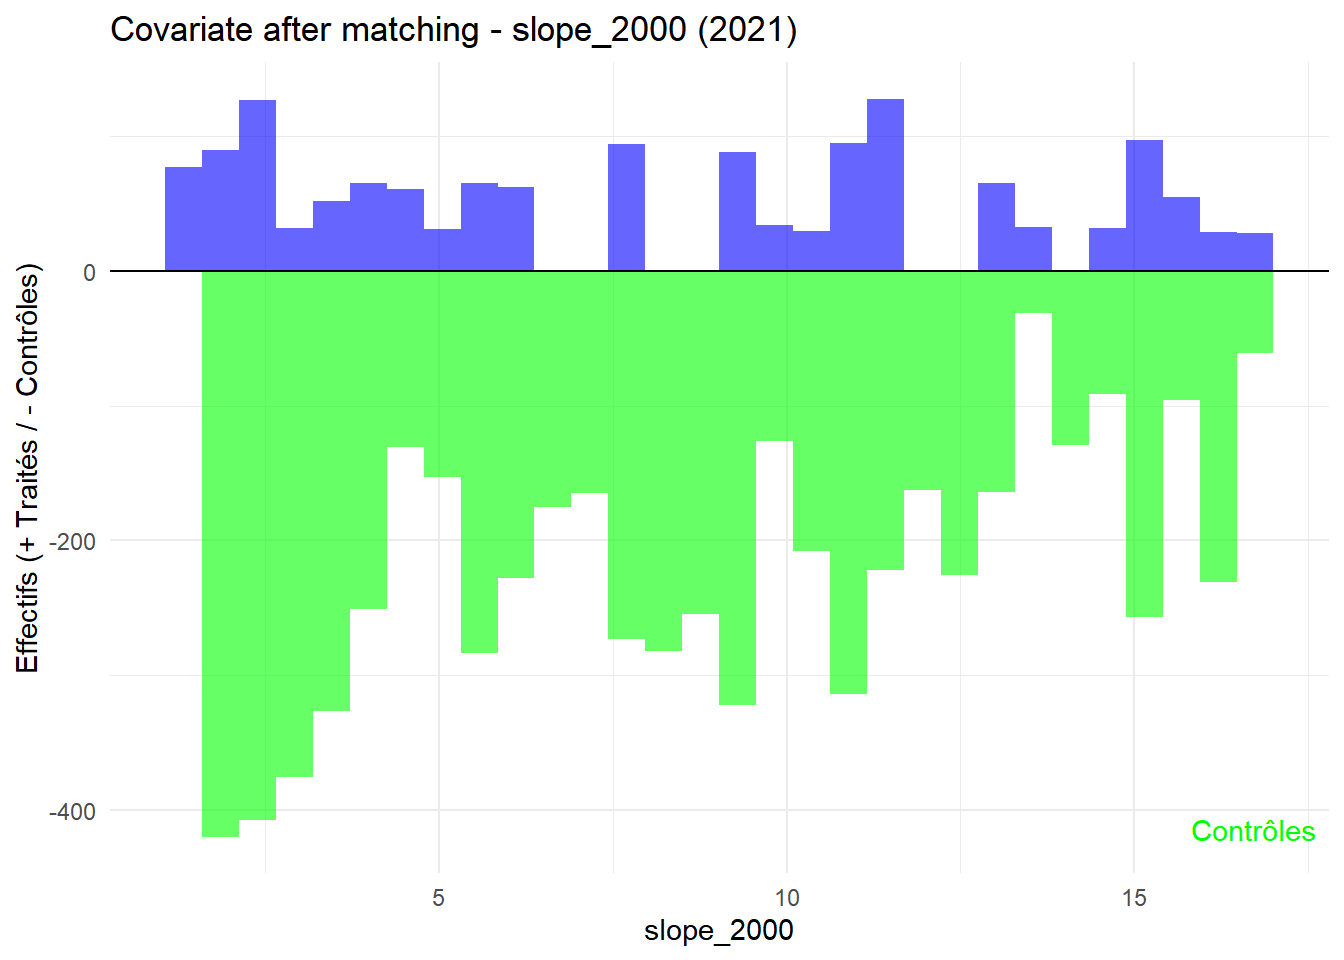 Covariate after matching - slope_2000 (2021)
Effectifs (+ Traités / - Contrôles)
0
-200
-400
Contrôles
5
10
15
slope_2000